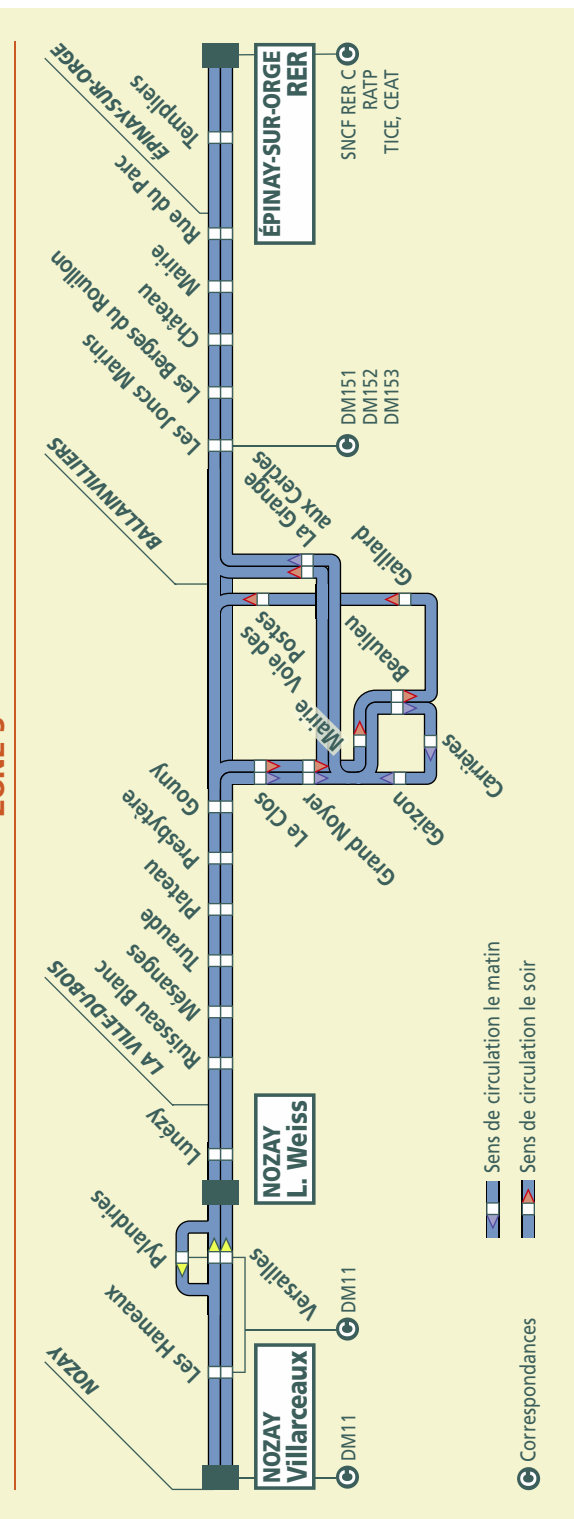 ZONE 5
NOZAY
LA VILLE-DU-BOIS
BALLAINVILLIERS
ÉPINAY-SUR-ORGE
Les Hameaux
Pylandries
Versailles
Lunézy
Ruisseau Blanc
Mésanges
Turaude
Plateau
Presbytère
Gouny
Le Clos
Grand Noyer
Gaizon
Carrières
Mairie
Voie des
Postes
Beaulieu
Gaillard
La Grange
aux Cercles
Les Joncs Marins
Les Berges du Rouillon
Château
Mairie
Rue du Parc
Templiers
NOZAY
Villarceaux
C DM11
C DM11
NOZAY
L. Weiss
C DM151
DM152
DM153
ÉPINAY-SUR-ORGE
RER
C
SNCF RER C
RATP
TICE, CEAT
C Correspondances
Sens de circulation le matin
Sens de circulation le soir